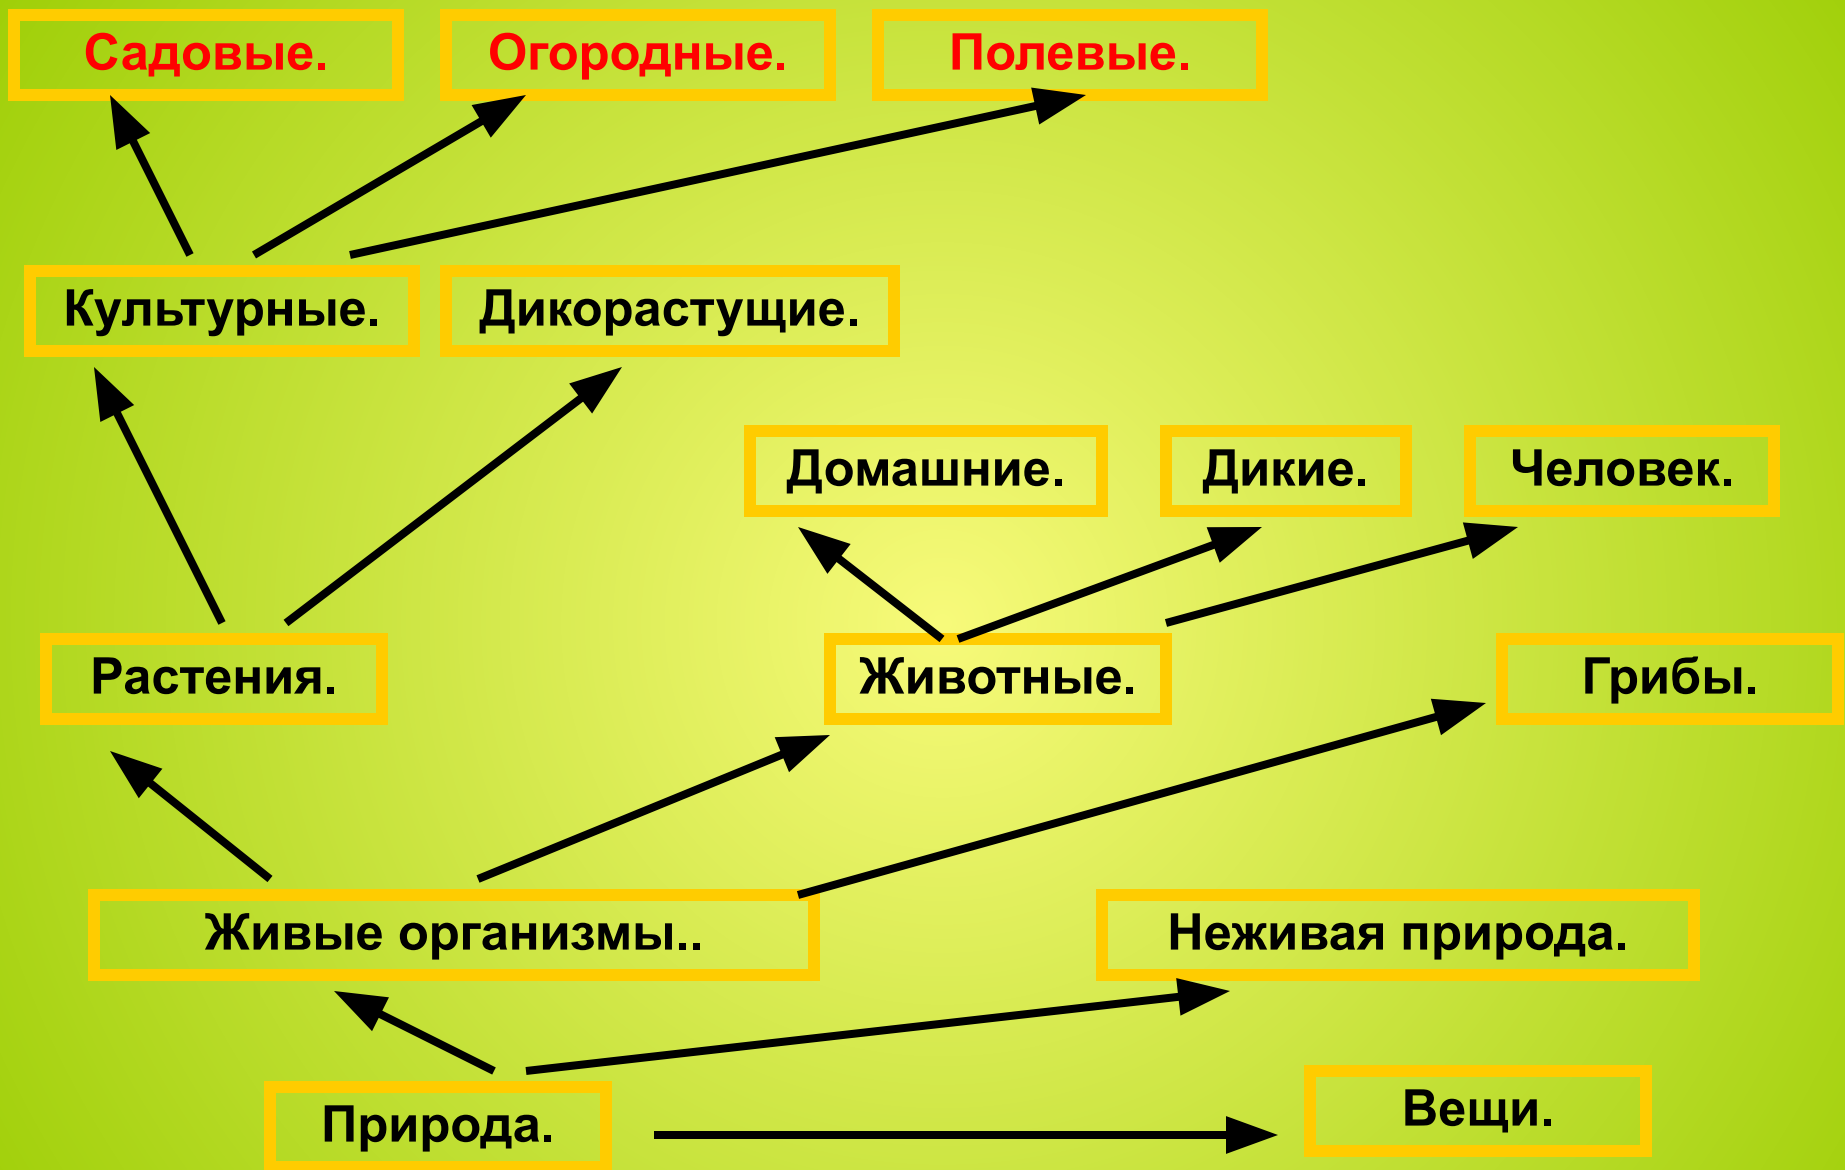 Садовые.
Огородные.
Полевые.
Культурные.
Дикорастущие.
Домашние.
Дикие.
Человек.
Растения.
Животные.
Грибы.
Живые организмы..
Неживая природа.
Природа.
Вещи.